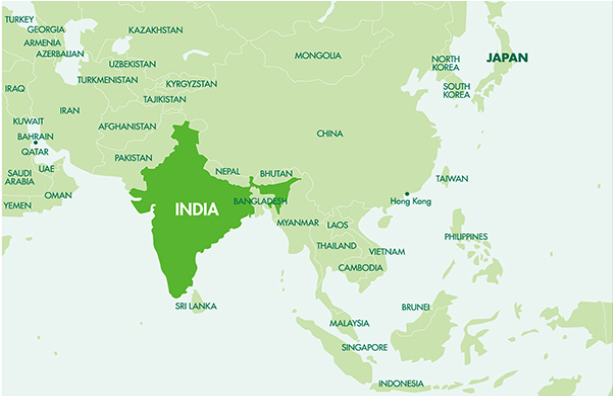 TURKEY
GEORGIA
ARMENIA
AZERBALIAN
KAZAKHSTAN
UZBEKISTAN
TURKMENISTAN
KYRGYZSTAN
TAJIKISTAN
MONGOLIA
NORTH
KOREA
SOUTH
KOREA
JAPAN
IRAQ
IRAN
KUWAIT
BAHRAIN
QATAR
UAE
SAUDI
ARABIA
OMAN
YEMEN
AFGHANISTAN
PAKISTAN
CHINA
NEPAL
BHUTAN
BANGLADESH
INDIA
TAIWAN
Hong Kong
MYANMAR
LAOS
THAILAND
VIETNAM
CAMBODIA
PHILIPPINES
SRI LANKA
BRUNEI
MALAYSIA
SINGAPORE
INDONESIA